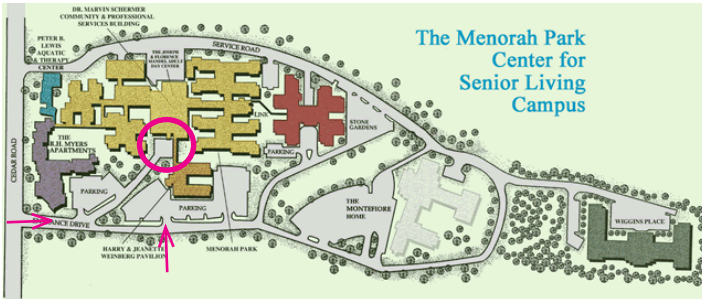 DR. MARVIN SCHERMER
COMMUNITY & PROFESSIONAL
SERVICES BUILDING
The Menorah Park
Center for
Senior Living
Campus
PETER B.
LEWIS
AQUATIC
& THERAPY
CENTER
THE JOSEPH
& FLORENCE
MANDEL ADULT
DAY CENTER
SERVICE ROAD
LINK
STONE
GARDENS
CEDAR ROAD
THE
R.H. MYERS
APARTMENTS
PARKING
PARKING
PARKING
THE
MONTEFIORE
HOME
WIGGINS PLACE
ANCE DRIVE
HARRY & JEANETTE
WEINBERG PAVILION
MENORAH PARK